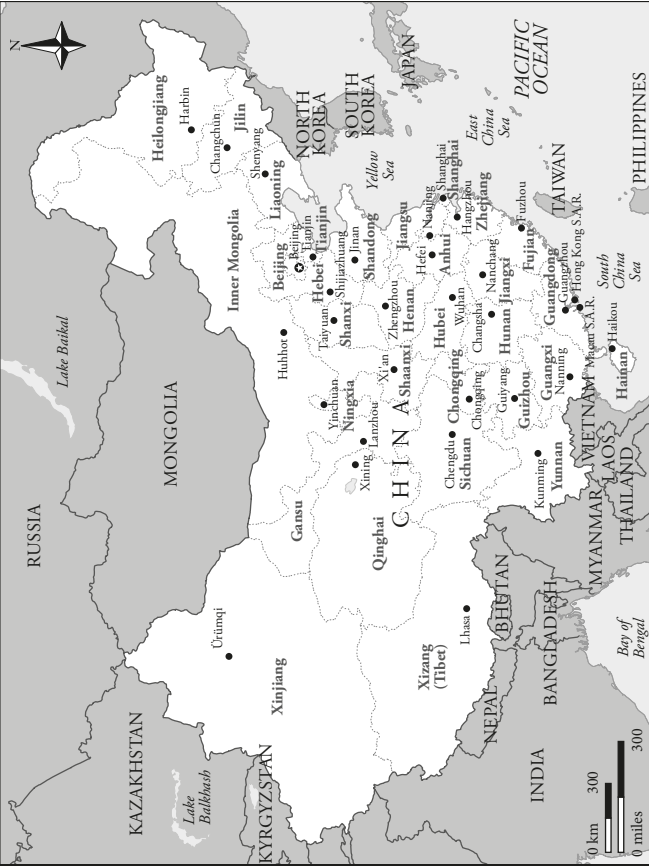 N
RUSSIA
Lake Baikal
MONGOLIA
KAZAKHSTAN
Lake
Balkhash
KYRGYZSTAN
Heilongjiang
Harbin
Changchun
Jilin
Shenyang
Liaoning
Inner Mongolia
NORTH
KOREA
SOUTH
KOREA
JAPAN
PACIFIC
OCEAN
Yellow
Sea
East
China
Sea
Ürümqi
Xinjiang
Gansu
Huhhot
Beijing
Beijing
Tianjin
Tianjin
Hebei
Shijiazhuang
Taiyuan
Shanxi
Jinan
Shandong
Yinchuan
Ningxia
Xining
Lanzhou
Qinghai
CHINA
Xi'an
Shaanxi
Zhengzhou
Henan
Jiangsu
Hefei
Anhui
Nanjing
Shanghai
Shanghai
Hangzhou
Zhejiang
Hubei
Wuhan
Chongqing
Chongqing
Chengdu
Sichuan
Xizang
(Tibet)
Lhasa
Changsha
Hunan
Nanchang
Jiangxi
Fuzhou
Fujian
TAIWAN
Guiyang
Guizhou
Kunming
Yunnan
Guangxi
Nanning
Guangdong
Guangzhou
Hong Kong S.A.R.
Macau S.A.R.
Haikou
Hainan
South
China
Sea
PHILIPPINES
NEPAL
BHUTAN
BANGLADESH
INDIA
MYANMAR
VIETNAM
LAOS
THAILAND
Bay of
Bengal
0 km 300
0 miles 300